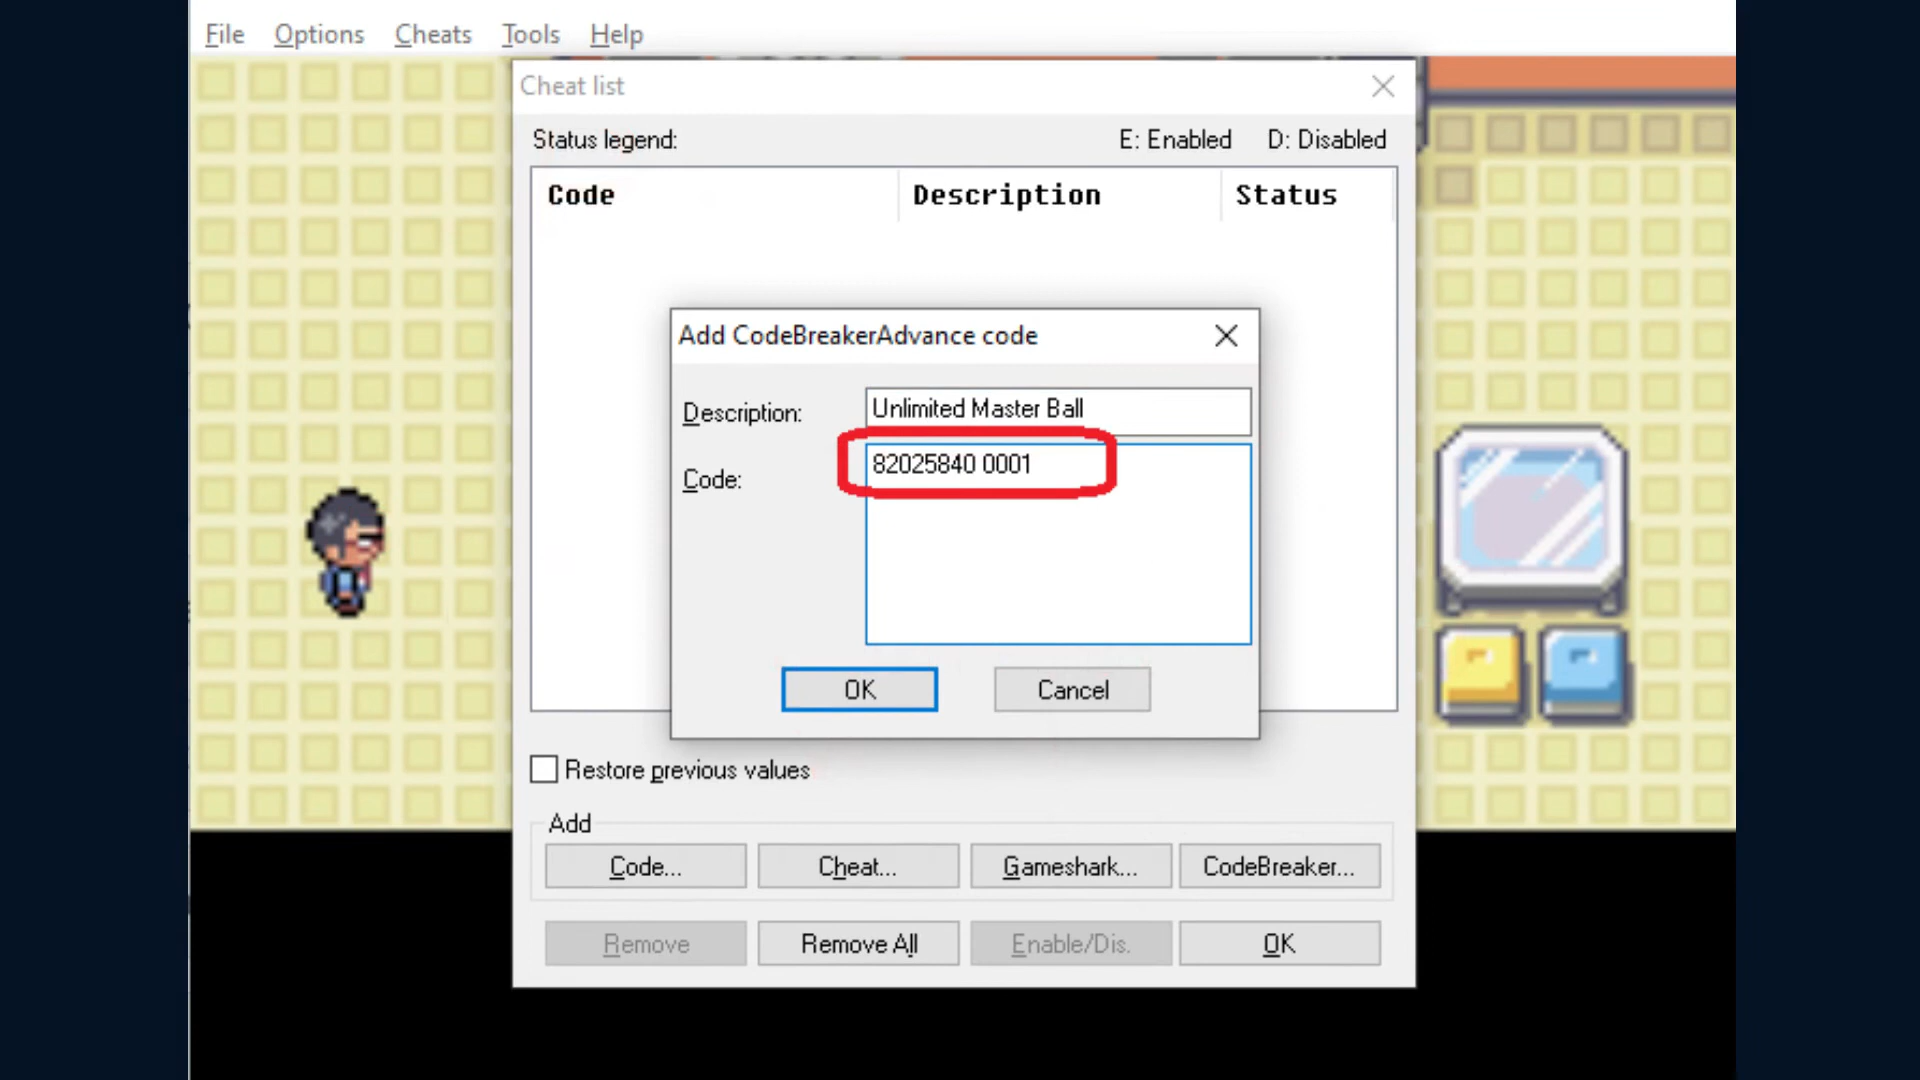 File Options Cheats Tools Help
Cheat list
Status legend: E: Enabled D: Disabled
Code Description Status
Add CodeBreakerAdvance code
Description: Unlimited Master Ball
Code: 82025840 0001
OK Cancel
Restore previous values
Add
Code... Cheat... Gameshark... CodeBreaker...
Remove Remove All Enable/Dis. OK